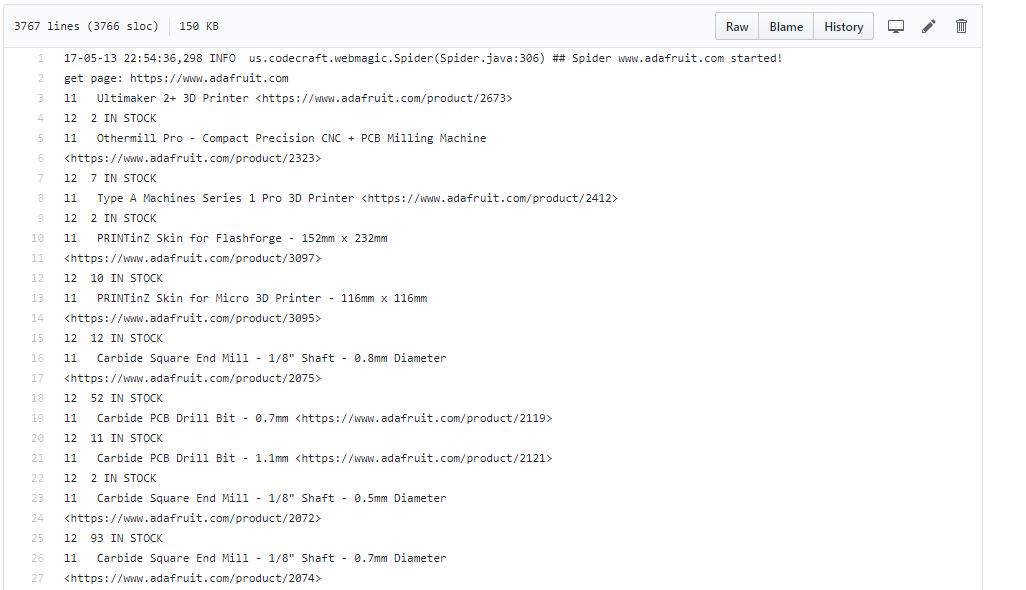 3767 lines (3766 sloc) 150 KB Raw Blame History
1 17-05-13 22:54:36,298 INFO  us.codecraft.webmagic.Spider(Spider.java:306) ## Spider www.adafruit.com started!
2 get page: https://www.adafruit.com
3 l1   Ultimaker 2+ 3D Printer <https://www.adafruit.com/product/2673>
4 l2  2 IN STOCK
5 l1   Othermill Pro - Compact Precision CNC + PCB Milling Machine
6 <https://www.adafruit.com/product/2323>
7 l2  7 IN STOCK
8 l1   Type A Machines Series 1 Pro 3D Printer <https://www.adafruit.com/product/2412>
9 l2  2 IN STOCK
10 l1   PRINTinZ Skin for Flashforge - 152mm x 232mm
11 <https://www.adafruit.com/product/3097>
12 l2  10 IN STOCK
13 l1   PRINTinZ Skin for Micro 3D Printer - 116mm x 116mm
14 <https://www.adafruit.com/product/3095>
15 l2  12 IN STOCK
16 l1   Carbide Square End Mill - 1/8" Shaft - 0.8mm Diameter
17 <https://www.adafruit.com/product/2075>
18 l2  52 IN STOCK
19 l1   Carbide PCB Drill Bit - 0.7mm <https://www.adafruit.com/product/2119>
20 l2  11 IN STOCK
21 l1   Carbide PCB Drill Bit - 1.1mm <https://www.adafruit.com/product/2121>
22 l2  2 IN STOCK
23 l1   Carbide Square End Mill - 1/8" Shaft - 0.5mm Diameter
24 <https://www.adafruit.com/product/2072>
25 l2  93 IN STOCK
26 l1   Carbide Square End Mill - 1/8" Shaft - 0.7mm Diameter
27 <https://www.adafruit.com/product/2074>